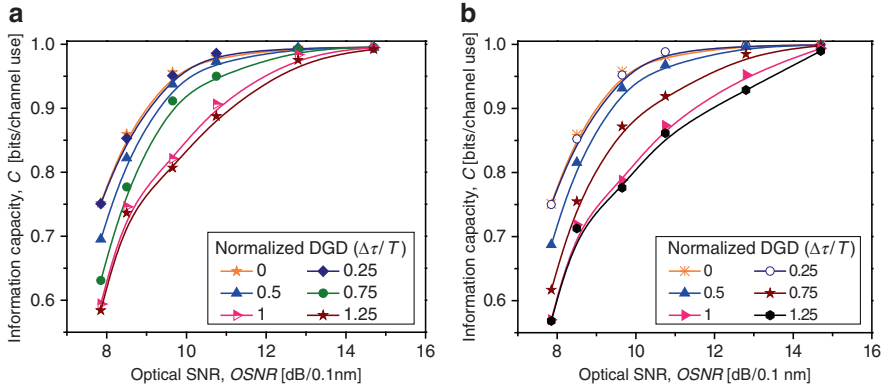 a
Information capacity, C [bits/channel use]
1.0
0.9
0.8
0.7
0.6
Normalized DGD (Δτ/T)
0 0.25
0.5 0.75
1 1.25
8 10 12 14 16
Optical SNR, OSNR [dB/0.1nm]
b
Information capacity, C [bits/channel use]
1.0
0.9
0.8
0.7
0.6
Normalized DGD (Δτ/T)
0 0.25
0.5 0.75
1 1.25
8 10 12 14 16
Optical SNR, OSNR [dB/0.1 nm]